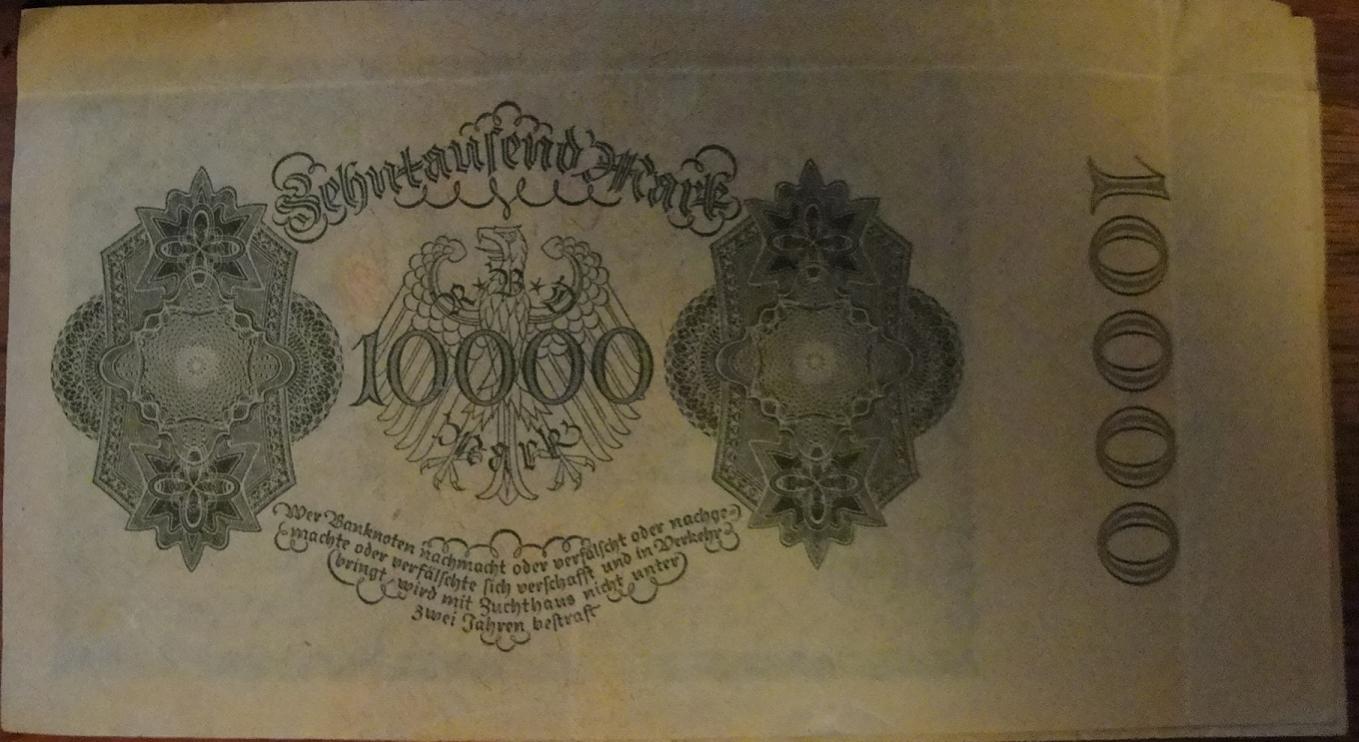 Zehntausend Mark
R★B★D
10000
Mark
Wer Banknoten nachmacht oder verfälscht oder nachge-
machte oder verfälschte sich verschafft und in Verkehr
bringt, wird mit Zuchthaus nicht unter
zwei Jahren bestraft
10000